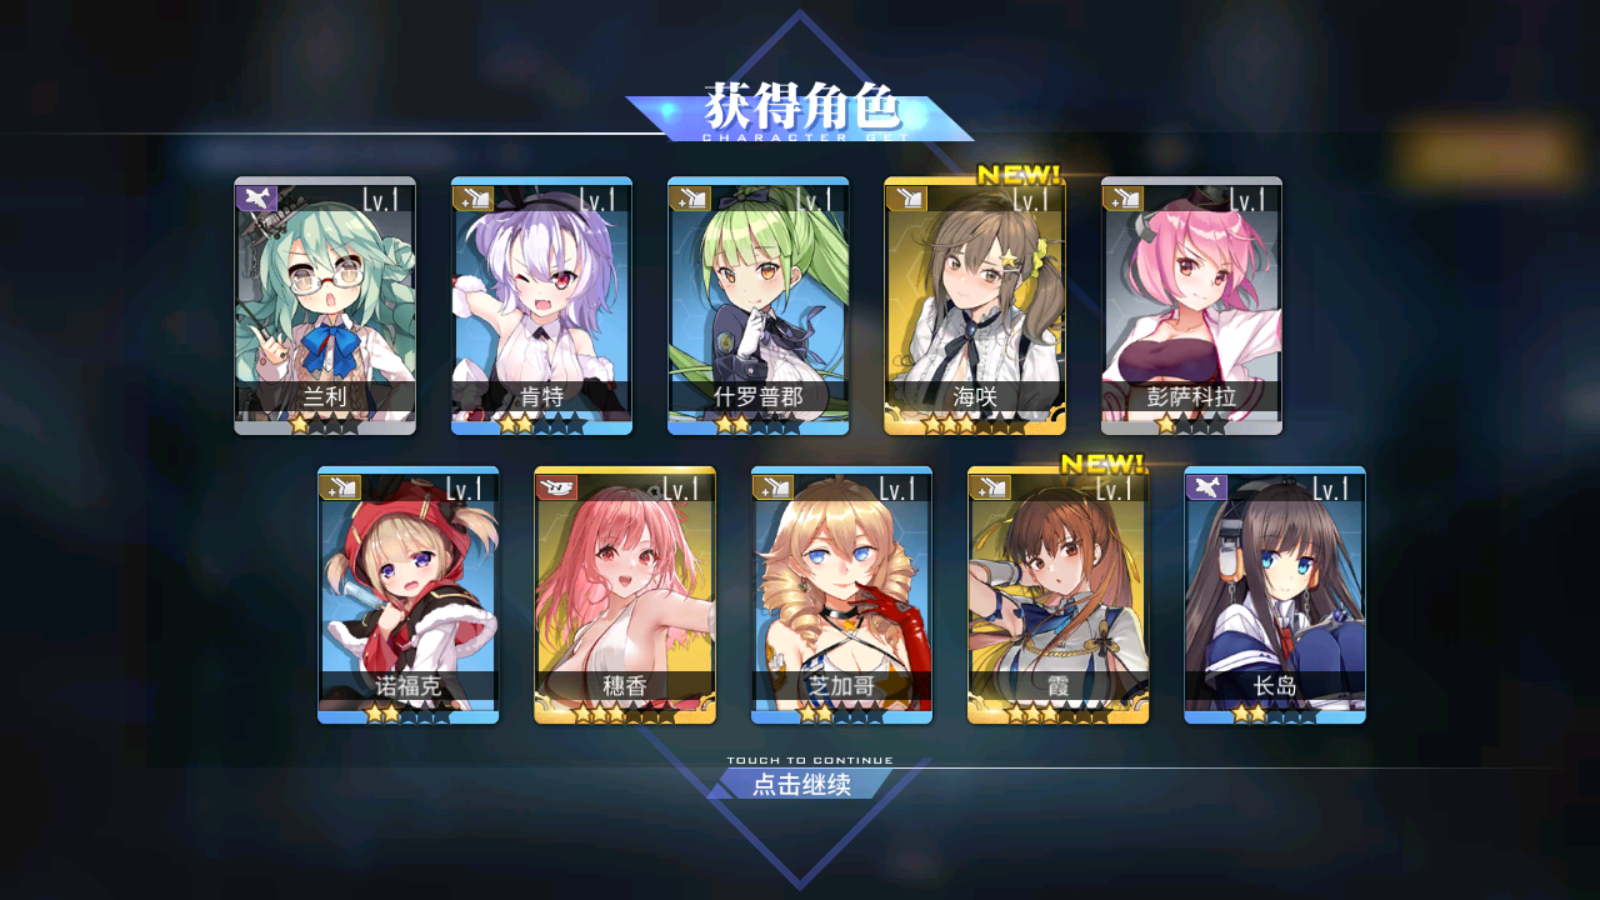 获得角色
CHARACTER GET
NEW!
Lv.1 Lv.1 Lv.1 Lv.1 Lv.1
兰利 肯特 什罗普郡 海咲 彭萨科拉
NEW!
Lv.1 Lv.1 Lv.1 Lv.1 Lv.1
诺福克 穗香 芝加哥 霞 长岛
TOUCH TO CONTINUE
点击继续